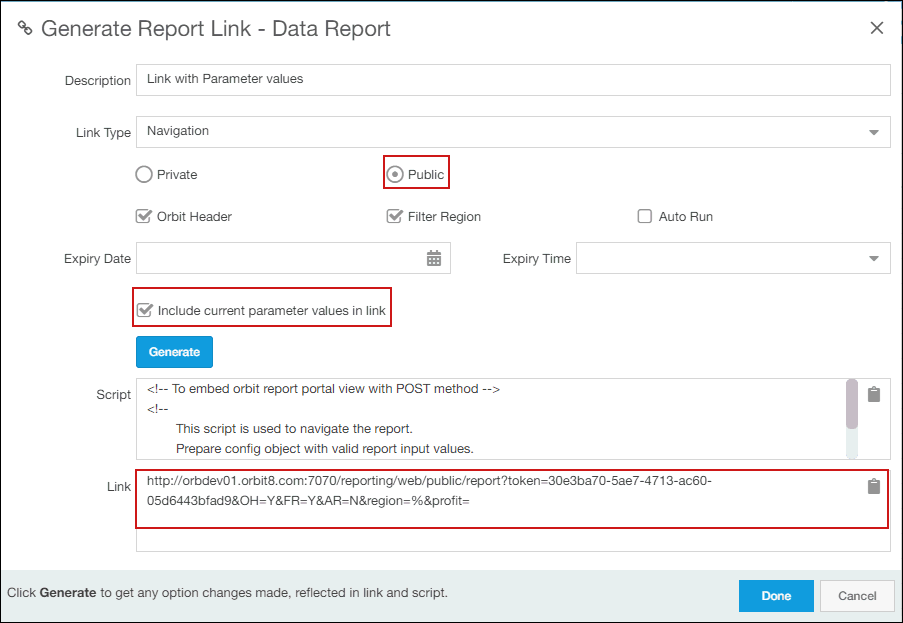 Generate Report Link - Data Report
Description Link with Parameter values
Link Type Navigation
Private Public
Orbit Header Filter Region Auto Run
Expiry Date Expiry Time
Include current parameter values in link
Generate
Script <!-- To embed orbit report portal view with POST method -->
<!--
This script is used to navigate the report.
Prepare config object with valid report input values.
Link http://orbdev01.orbit8.com:7070/reporting/web/public/report?token=30e3ba70-5ae7-4713-ac60-
05d6443bfad9&OH=Y&FR=Y&AR=N&region=%&profit=
Click Generate to get any option changes made, reflected in link and script. Done Cancel